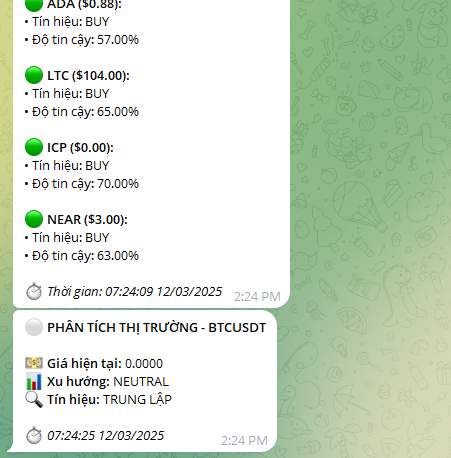 ADA ($0.88):
• Tín hiệu: BUY
• Độ tin cậy: 57.00%
LTC ($104.00):
• Tín hiệu: BUY
• Độ tin cậy: 65.00%
ICP ($0.00):
• Tín hiệu: BUY
• Độ tin cậy: 70.00%
NEAR ($3.00):
• Tín hiệu: BUY
• Độ tin cậy: 63.00%
Thời gian: 07:24:09 12/03/2025 2:24 PM
PHÂN TÍCH THỊ TRƯỜNG - BTCUSDT
Giá hiện tại: 0.0000
Xu hướng: NEUTRAL
Tín hiệu: TRUNG LẬP
07:24:25 12/03/2025 2:24 PM